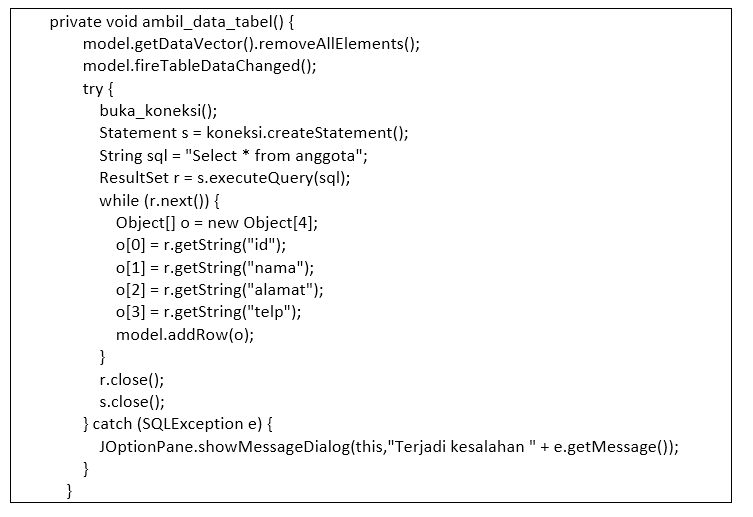 private void ambil_data_tabel() {
model.getDataVector().removeAllElements();
model.fireTableDataChanged();
try {
buka_koneksi();
Statement s = koneksi.createStatement();
String sql = "Select * from anggota";
ResultSet r = s.executeQuery(sql);
while (r.next()) {
Object[] o = new Object[4];
o[0] = r.getString("id");
o[1] = r.getString("nama");
o[2] = r.getString("alamat");
o[3] = r.getString("telp");
model.addRow(o);
}
r.close();
s.close();
} catch (SQLException e) {
JOptionPane.showMessageDialog(this,"Terjadi kesalahan " + e.getMessage());
}
}